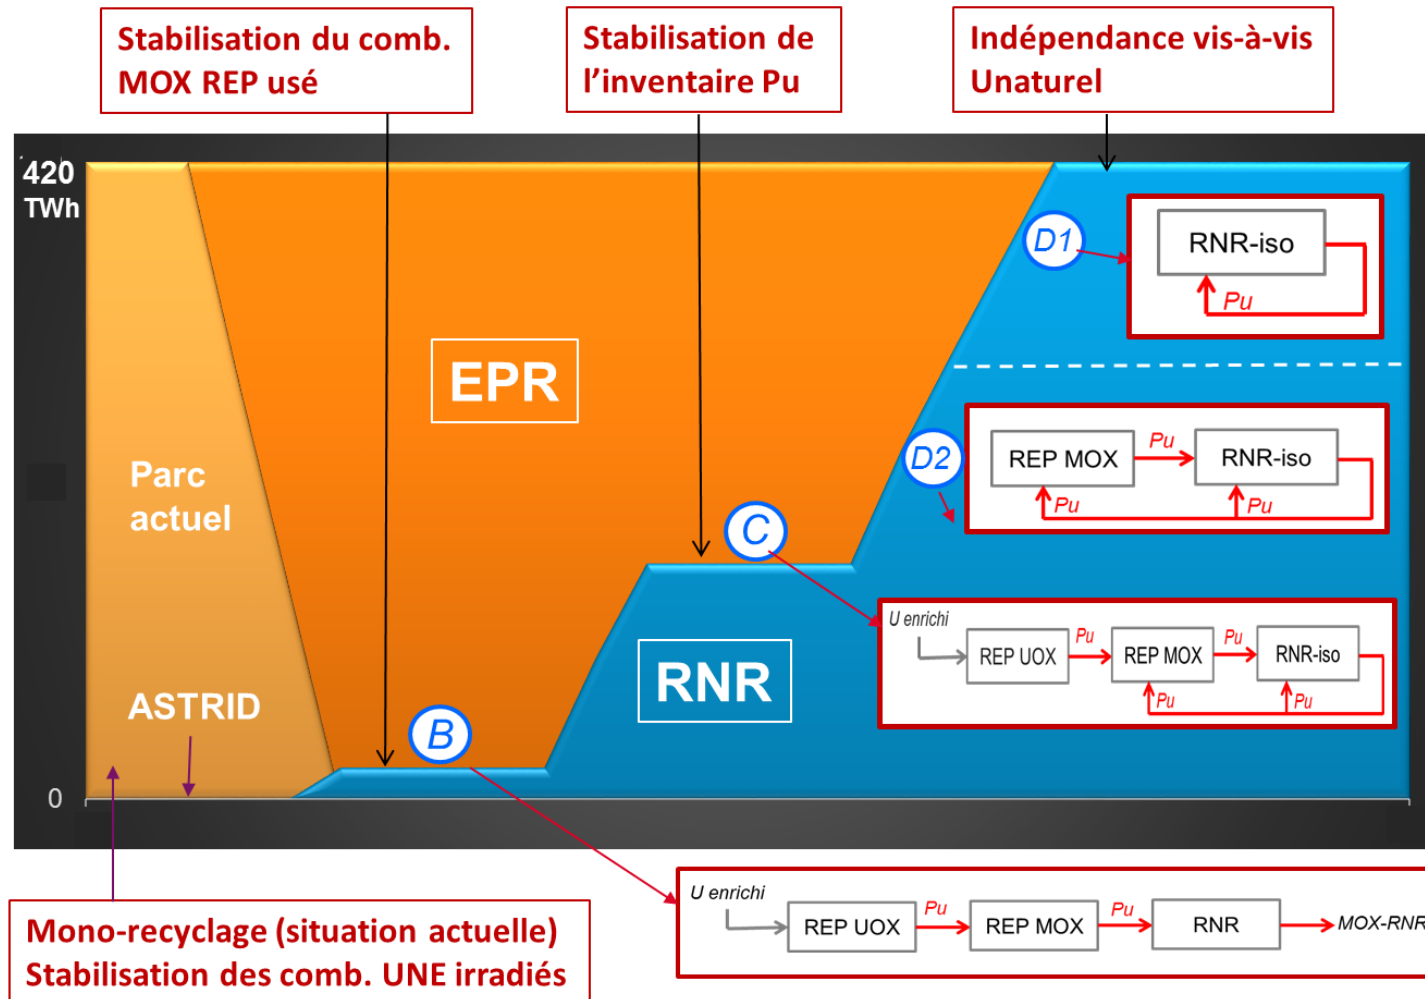 Stabilisation du comb.
MOX REP usé
Stabilisation de
l'inventaire Pu
Indépendance vis-à-vis
Unaturel
420
TWh
D1
RNR-iso
Pu
EPR
D2
REP MOX
Pu
RNR-iso
Pu
Pu
Parc
actuel
C
U enrichi
REP UOX
Pu
REP MOX
Pu
RNR-iso
Pu
Pu
RNR
ASTRID
B
0
U enrichi
REP UOX
Pu
REP MOX
Pu
RNR
MOX-RNR
Mono-recyclage (situation actuelle)
Stabilisation des comb. UNE irradiés